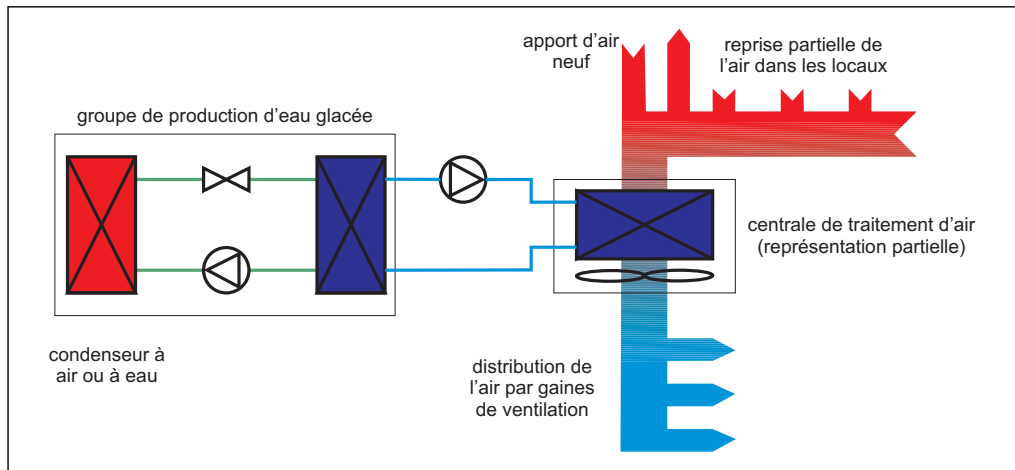 apport d'air
neuf
reprise partielle de
l'air dans les locaux
groupe de production d'eau glacée
centrale de traitement d'air
(représentation partielle)
condenseur à
air ou à eau
distribution de
l'air par gaines
de ventilation